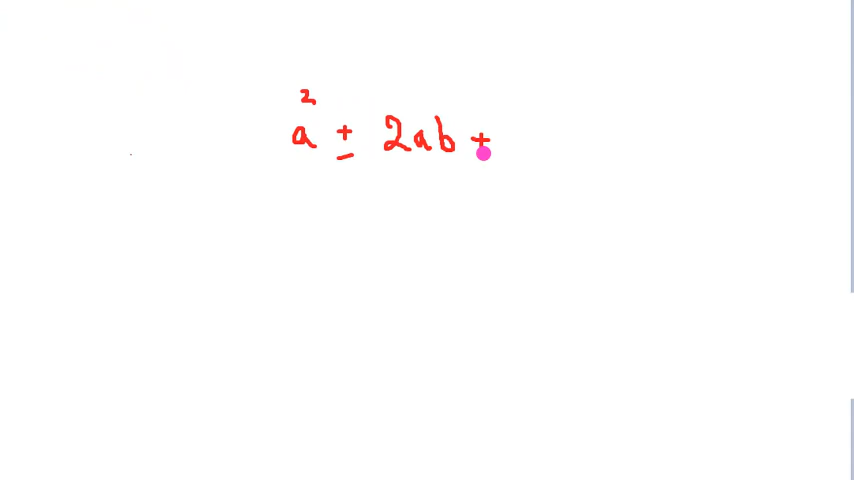 a² ± 2ab +